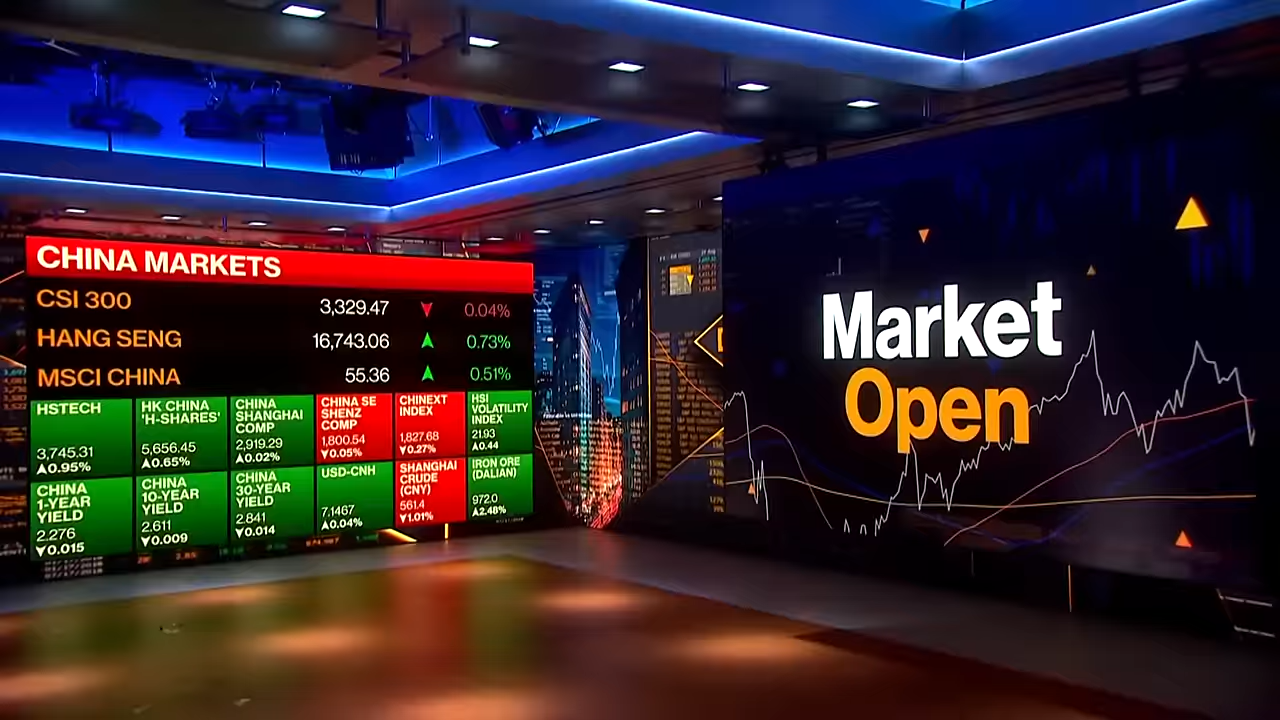 CHINA MARKETS
CSI 300 3,329.47 ▼ 0.04%
HANG SENG 16,743.06 ▲ 0.73%
MSCI CHINA 55.36 ▲ 0.51%
HSTECH
3,745.31
▲0.95%
HK CHINA
'H-SHARES'
5,656.45
▲0.65%
CHINA
SHANGHAI
COMP
2,919.29
▲0.02%
CHINA SE
SHENZ
COMP
1,800.54
▼0.05%
CHINEXT
INDEX
1,827.68
▼0.27%
HSI
VOLATILITY
INDEX
21.93
▲0.44
CHINA
1-YEAR
YIELD
2.276
▼0.015
CHINA
10-YEAR
YIELD
2.611
▼0.009
CHINA
30-YEAR
YIELD
2.841
▼0.014
USD-CNH
7.1467
▲0.04%
SHANGHAI
CRUDE
(CNY)
561.4
▼1.01%
IRON ORE
(DALIAN)
972.0
▲2.48%
Market
Open